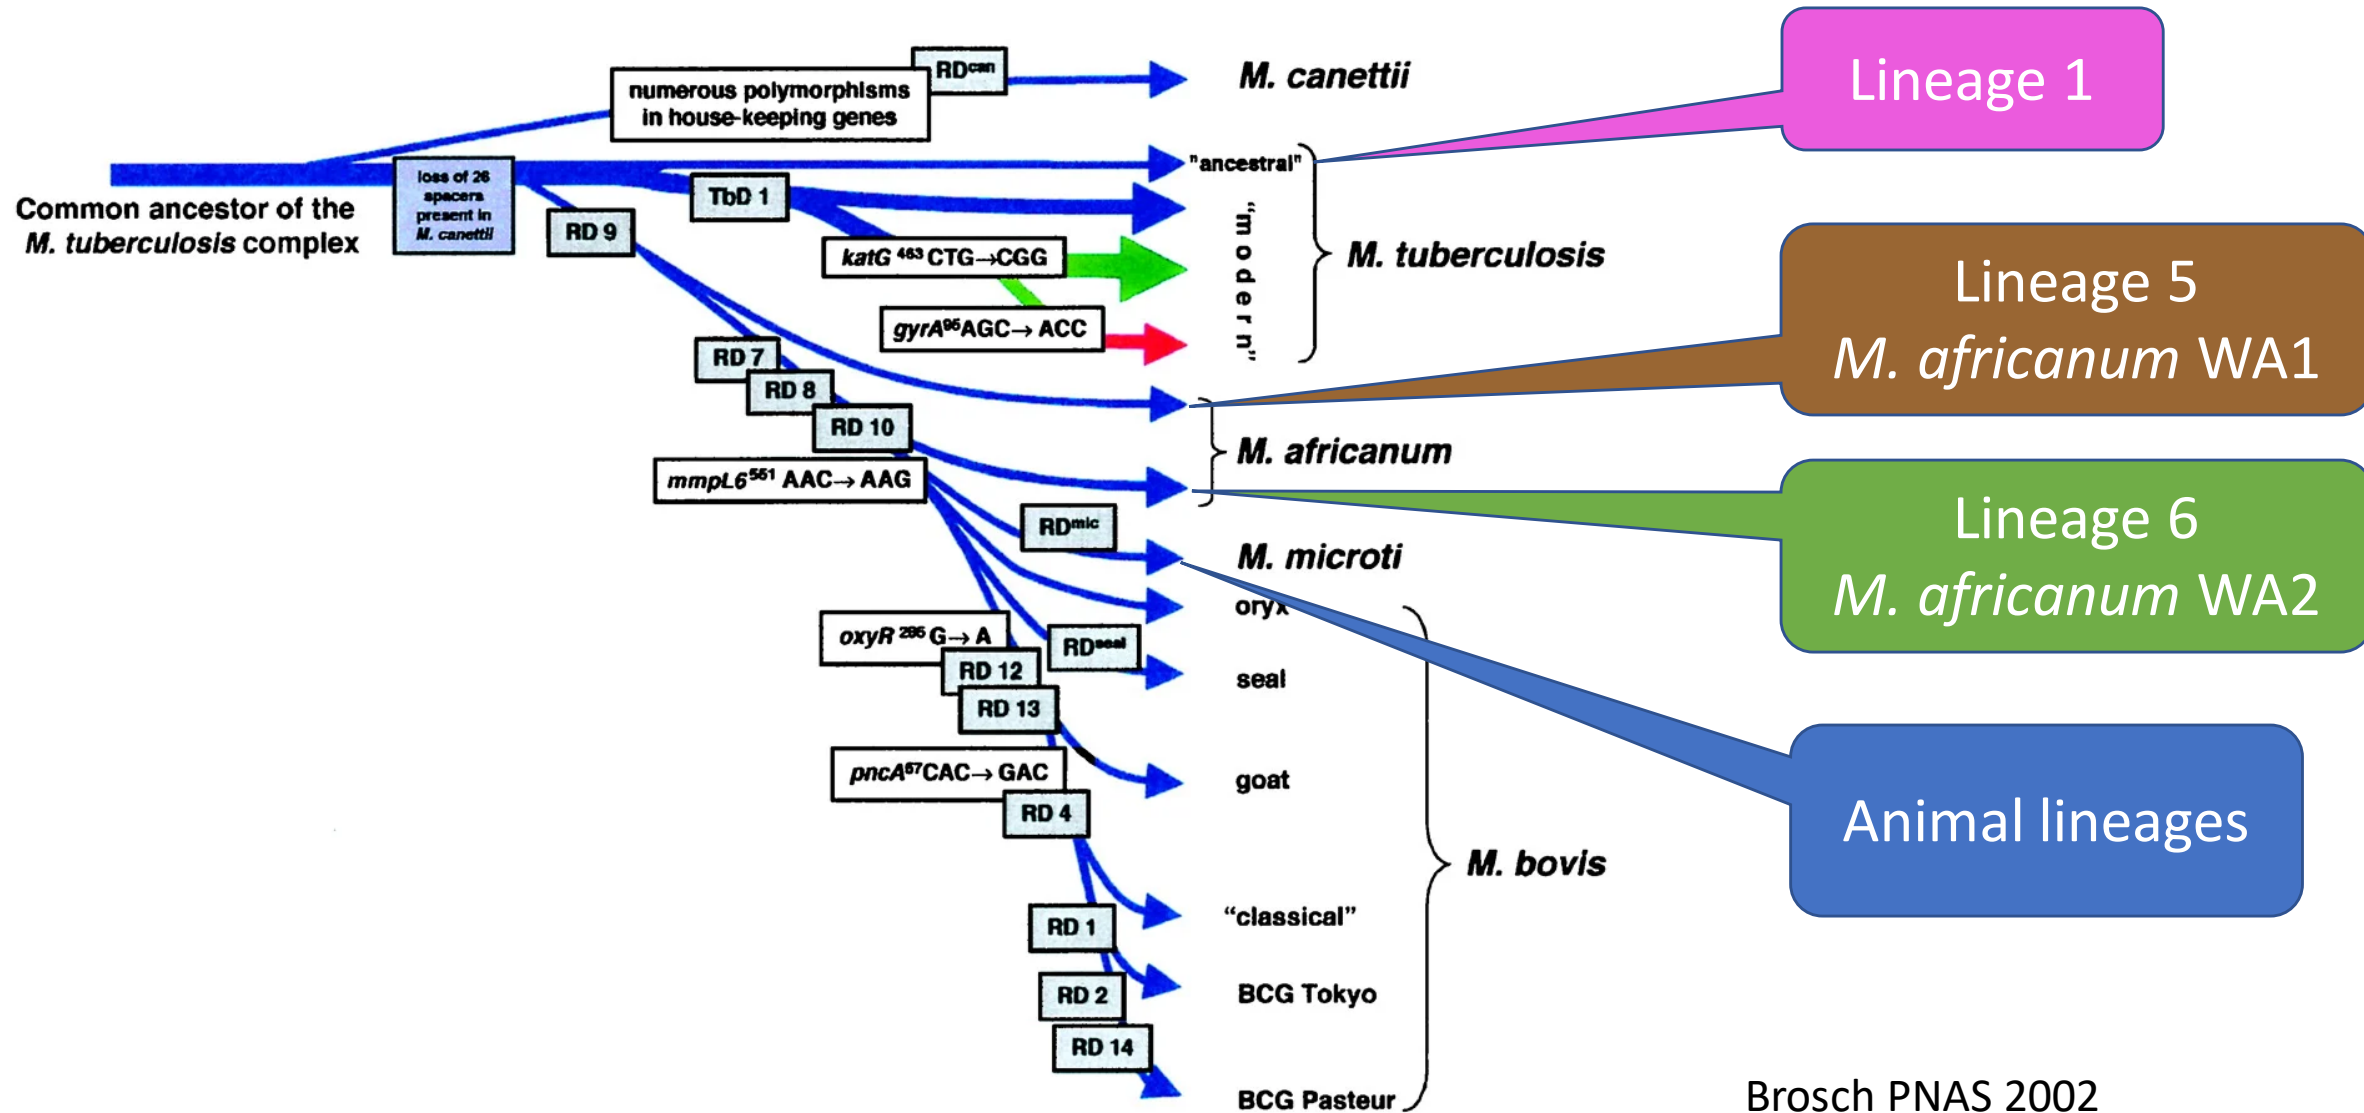 RDcan
numerous polymorphisms
in house-keeping genes
M. canettii
Lineage 1
"ancestral"
loss of 26
spacers
present in
M. canettii
TbD 1
Common ancestor of the
M. tuberculosis complex
RD 9
katG 463 CTG→CGG
"modern"
M. tuberculosis
gyrA95AGC→ ACC
Lineage 5
M. africanum WA1
RD 7
RD 8
RD 10
M. africanum
mmpL6551 AAC→ AAG
Lineage 6
M. africanum WA2
RDmic
M. microti
oryx
oxyR 285 G→ A
RDseal
RD 12
seal
RD 13
pncA57CAC→ GAC
goat
RD 4
Animal lineages
M. bovis
"classical"
RD 1
RD 2
BCG Tokyo
RD 14
BCG Pasteur
Brosch PNAS 2002